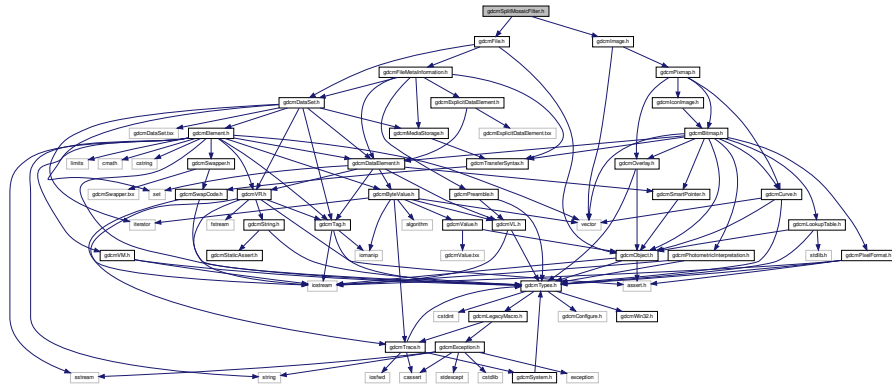 gdcmSplitMosaicFilter.h
gdcmFile.h
gdcmImage.h
gdcmFileMetaInformation.h
gdcmPixmap.h
gdcmDataSet.h
gdcmExplicitDataElement.h
gdcmIconImage.h
gdcmDataSet.txx
gdcmElement.h
gdcmMediaStorage.h
gdcmExplicitDataElement.txx
gdcmBitmap.h
limits
cmath
cstring
gdcmSwapper.h
gdcmDataElement.h
gdcmTransferSyntax.h
gdcmOverlay.h
gdcmSwapper.txx
set
gdcmSwapCode.h
gdcmVR.h
gdcmByteValue.h
gdcmPreamble.h
gdcmSmartPointer.h
gdcmCurve.h
iterator
fstream
gdcmString.h
gdcmTag.h
algorithm
gdcmValue.h
gdcmVL.h
vector
gdcmLookupTable.h
gdcmVM.h
gdcmStaticAssert.h
iomanip
gdcmValue.txx
gdcmObject.h
gdcmPhotometricInterpretation.h
stdlib.h
gdcmPixelFormat.h
iostream
gdcmTypes.h
assert.h
cstdint
gdcmLegacyMacro.h
gdcmConfigure.h
gdcmWin32.h
gdcmTrace.h
gdcmException.h
sstream
string
iosfwd
cassert
stdexcept
cstdlib
gdcmSystem.h
exception